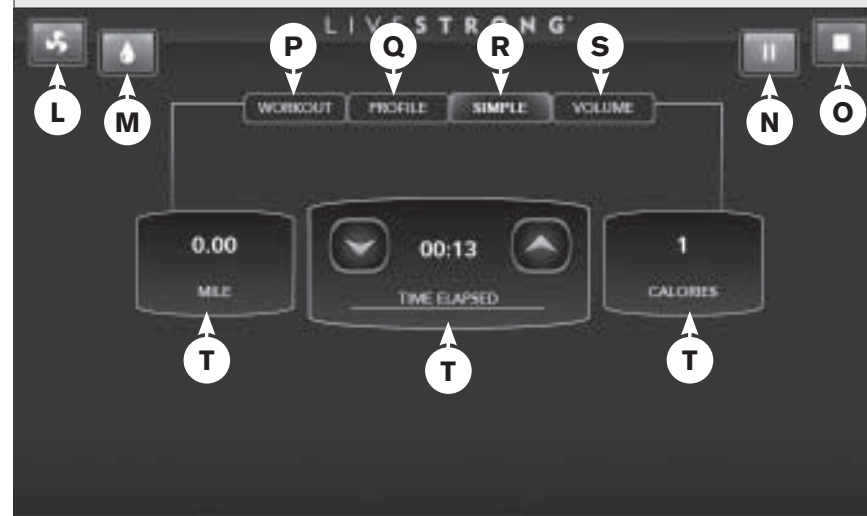 LIVESTRONG
P Q R S
L M N O
WORKOUT PROFILE SIMPLE VOLUME
0.00 00:13 1
MILE TIME ELAPSED CALORIES
T T T